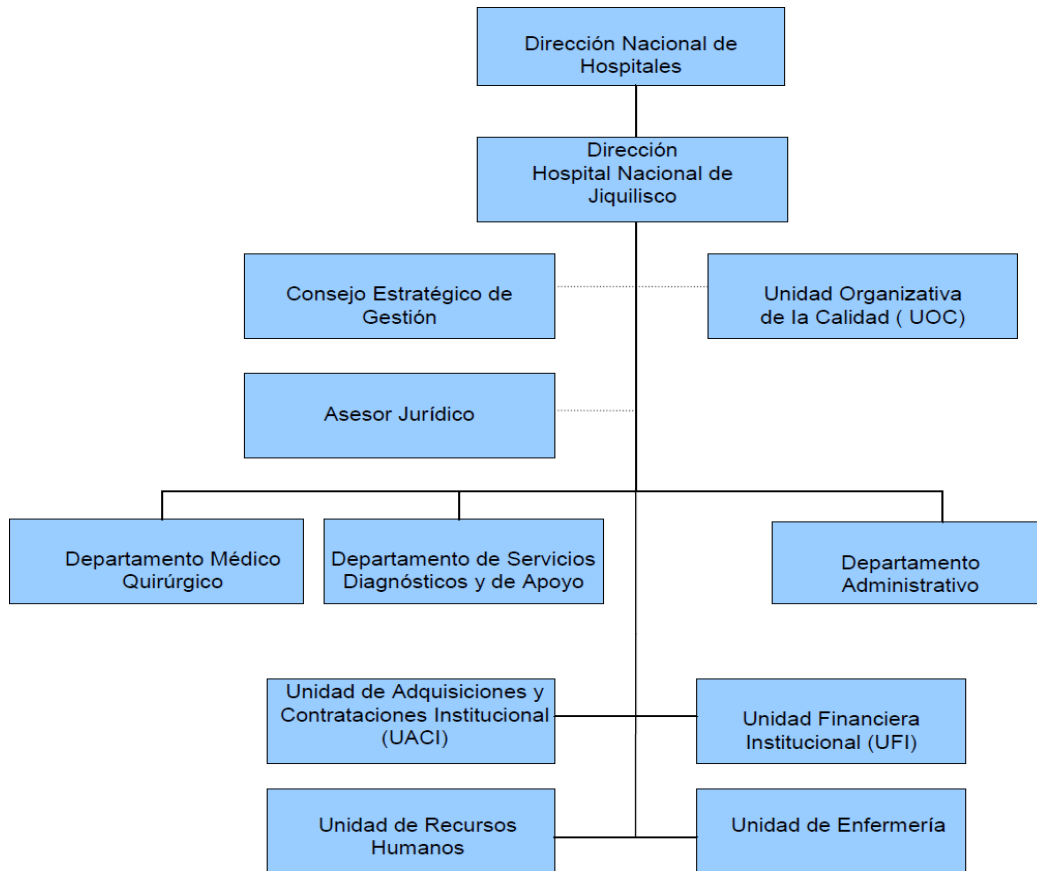 Dirección Nacional de
Hospitales
Dirección
Hospital Nacional de
Jiquilisco
Consejo Estratégico de
Gestión
Unidad Organizativa
de la Calidad ( UOC)
Asesor Jurídico
Departamento Médico
Quirúrgico
Departamento de Servicios
Diagnósticos y de Apoyo
Departamento
Administrativo
Unidad de Adquisiciones y
Contrataciones Institucional
(UACI)
Unidad Financiera
Institucional (UFI)
Unidad de Recursos
Humanos
Unidad de Enfermería